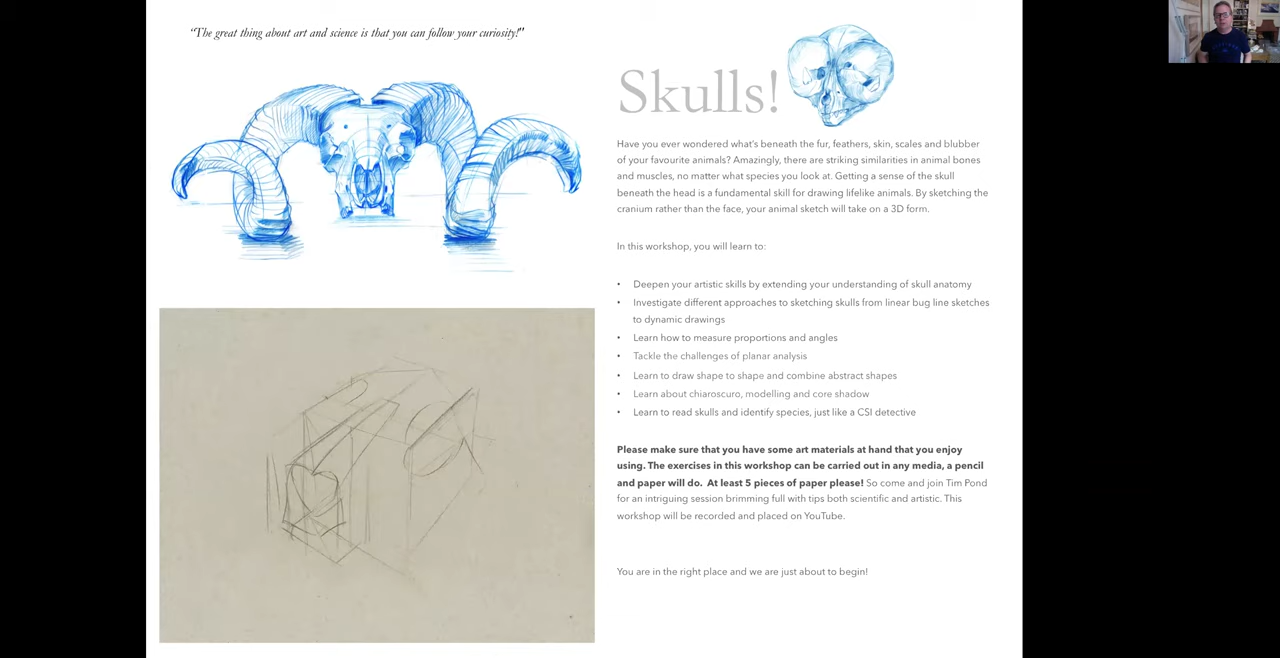 “The great thing about art and science is that you can follow your curiosity!"
Skulls!
Have you ever wondered what's beneath the fur, feathers, skin, scales and blubber
of your favourite animals? Amazingly, there are striking similarities in animal bones
and muscles, no matter what species you look at. Getting a sense of the skull
beneath the head is a fundamental skill for drawing lifelike animals. By sketching the
cranium rather than the face, your animal sketch will take on a 3D form.
In this workshop, you will learn to:
• Deepen your artistic skills by extending your understanding of skull anatomy
• Investigate different approaches to sketching skulls from linear bug line sketches
to dynamic drawings
• Learn how to measure proportions and angles
• Tackle the challenges of planar analysis
• Learn to draw shape to shape and combine abstract shapes
• Learn about chiaroscuro, modelling and core shadow
• Learn to read skulls and identify species, just like a CSI detective
Please make sure that you have some art materials at hand that you enjoy
using. The exercises in this workshop can be carried out in any media, a pencil
and paper will do. At least 5 pieces of paper please! So come and join Tim Pond
for an intriguing session brimming full with tips both scientific and artistic. This
workshop will be recorded and placed on YouTube.
You are in the right place and we are just about to begin!